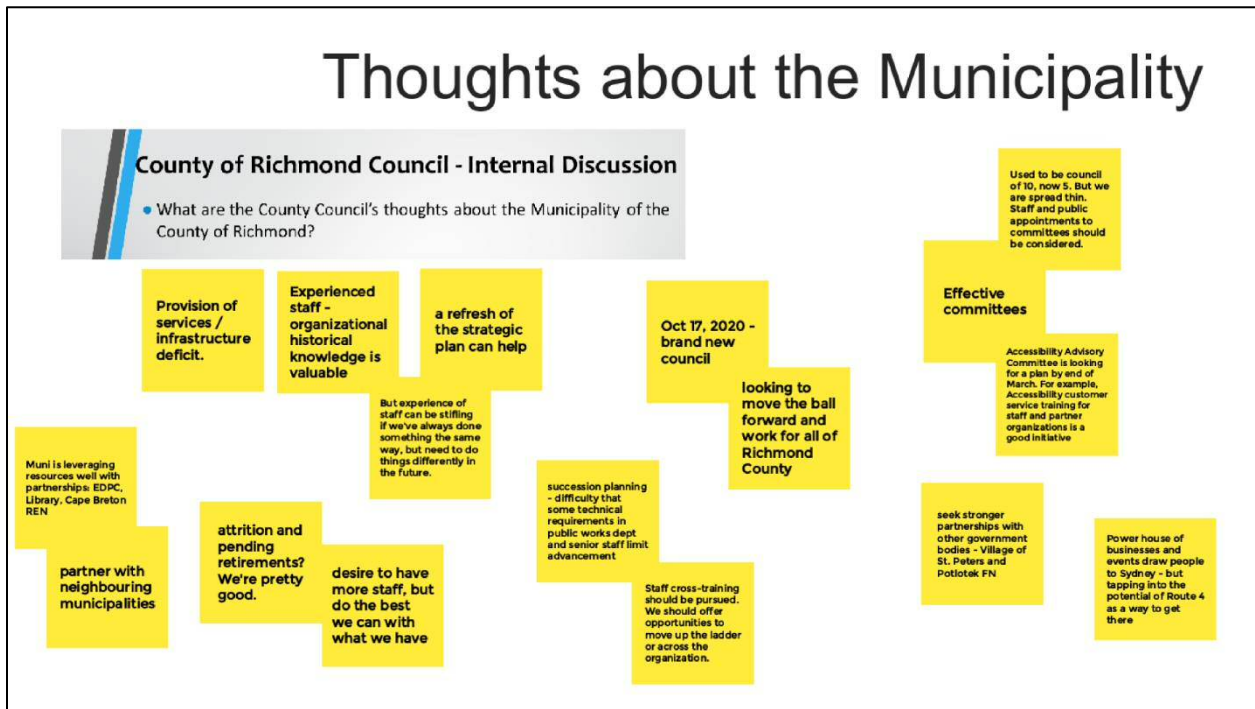 Thoughts about the Municipality
County of Richmond Council - Internal Discussion
• What are the County Council's thoughts about the Municipality of the
County of Richmond?
Used to be council
of 10, now 5. But we
are spread thin.
Staff and public
appointments to
committees should
be considered.
Effective
committees
Accessibility Advisory
Committee is looking
for a plan by end of
March. For example,
Accessibility customer
service training for
staff and partner
organizations is a
good initiative
Provision of
services /
infrastructure
deficit.
Experienced
staff -
organizational
historical
knowledge is
valuable
a refresh of
the strategic
plan can help
But experience of
staff can be stifling
if we've always done
something the same
way, but need to do
things differently in
the future.
Oct 17, 2020 -
brand new
council
looking to
move the ball
forward and
work for all of
Richmond
County
Muni is leveraging
resources well with
partnerships: EDPC,
Library, Cape Breton
REN
partner with
neighbouring
municipalities
attrition and
pending
retirements?
We're pretty
good.
desire to have
more staff, but
do the best
we can with
what we have
succession planning
- difficulty that
some technical
requirements in
public works dept
and senior staff limit
advancement
Staff cross-training
should be pursued.
We should offer
opportunities to
move up the ladder
or across the
organization.
seek stronger
partnerships with
other government
bodies - Village of
St. Peters and
Potlotek FN
Power house of
businesses and
events draw people
to Sydney - but
tapping into the
potential of Route 4
as a way to get
there